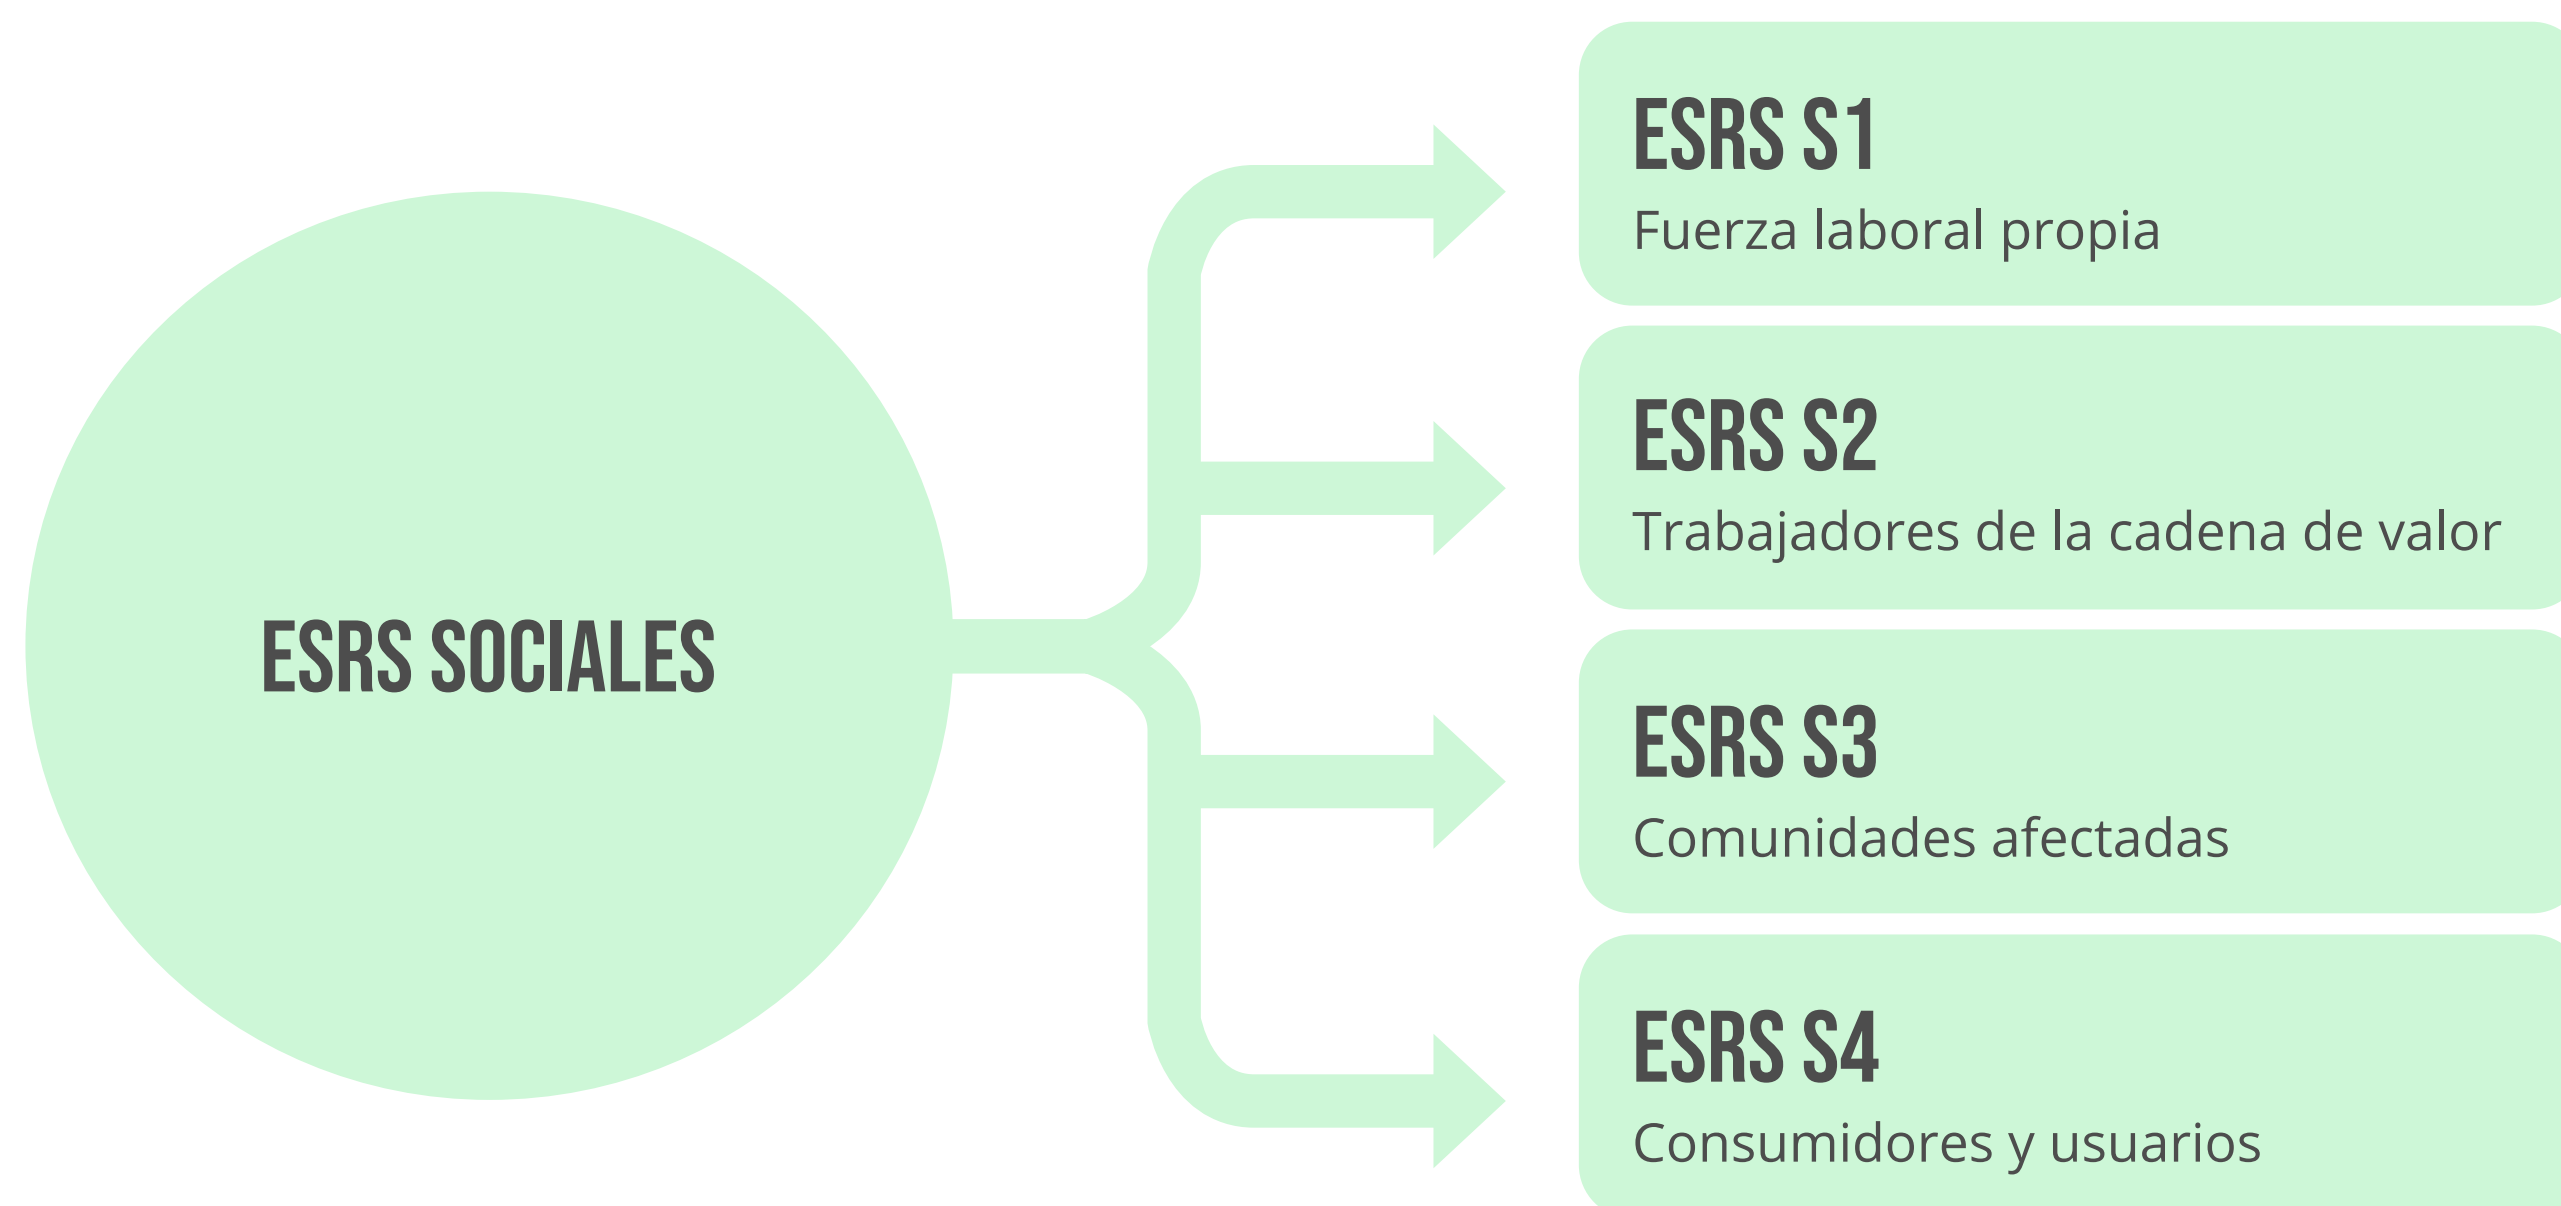 ESRS SOCIALES
ESRS S1
Fuerza laboral propia
ESRS S2
Trabajadores de la cadena de valor
ESRS S3
Comunidades afectadas
ESRS S4
Consumidores y usuarios